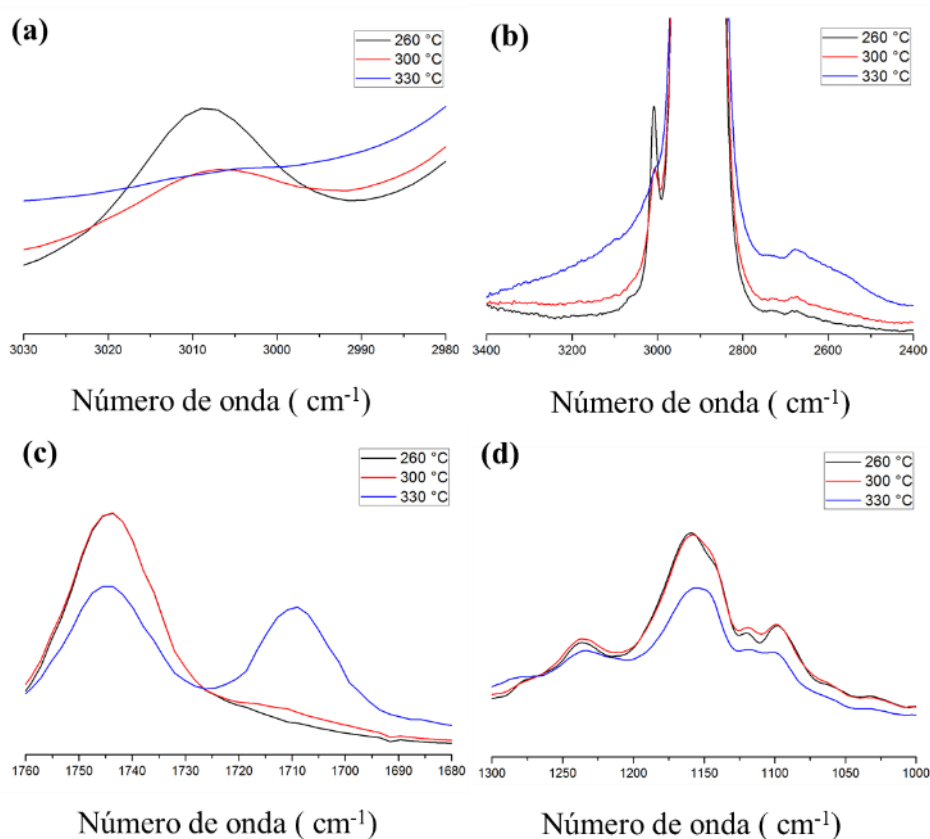 (a)
260 °C
300 °C
330 °C
3030 3020 3010 3000 2990 2980
Número de onda ( cm-1)
(b)
260 °C
300 °C
330 °C
3400 3200 3000 2800 2600 2400
Número de onda ( cm-1)
(c)
260 °C
300 °C
330 °C
1760 1750 1740 1730 1720 1710 1700 1690 1680
Número de onda ( cm-1)
(d)
260 °C
300 °C
330 °C
1300 1250 1200 1150 1100 1050 1000
Número de onda ( cm-1)